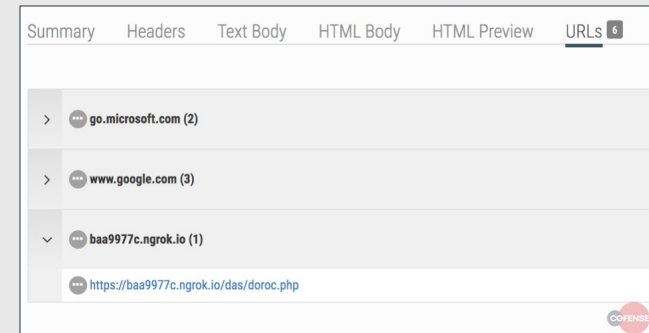 Summary Headers Text Body HTML Body HTML Preview URLs 6
go.microsoft.com (2)
www.google.com (3)
baa9977c.ngrok.io (1)
https://baa9977c.ngrok.io/das/doroc.php
COFENSE